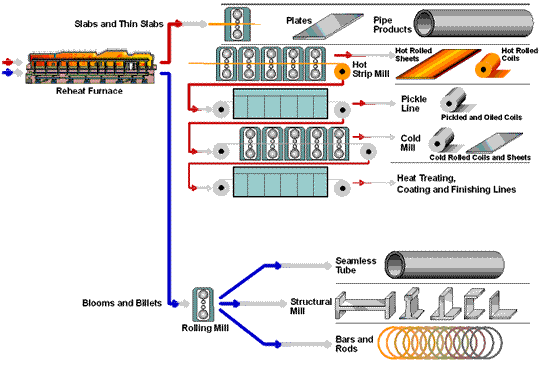 Slabs and Thin Slabs
Plates
Pipe
Products
Reheat Furnace
Hot
Strip Mill
Hot Rolled
Sheets
Hot Rolled
Coils
Pickle
Line
Pickled and Oiled Coils
Cold
Mill
Cold Rolled Coils and Sheets
Heat Treating,
Coating and Finishing Lines
Blooms and Billets
Rolling Mill
Seamless
Tube
Structural
Mill
Bars and
Rods